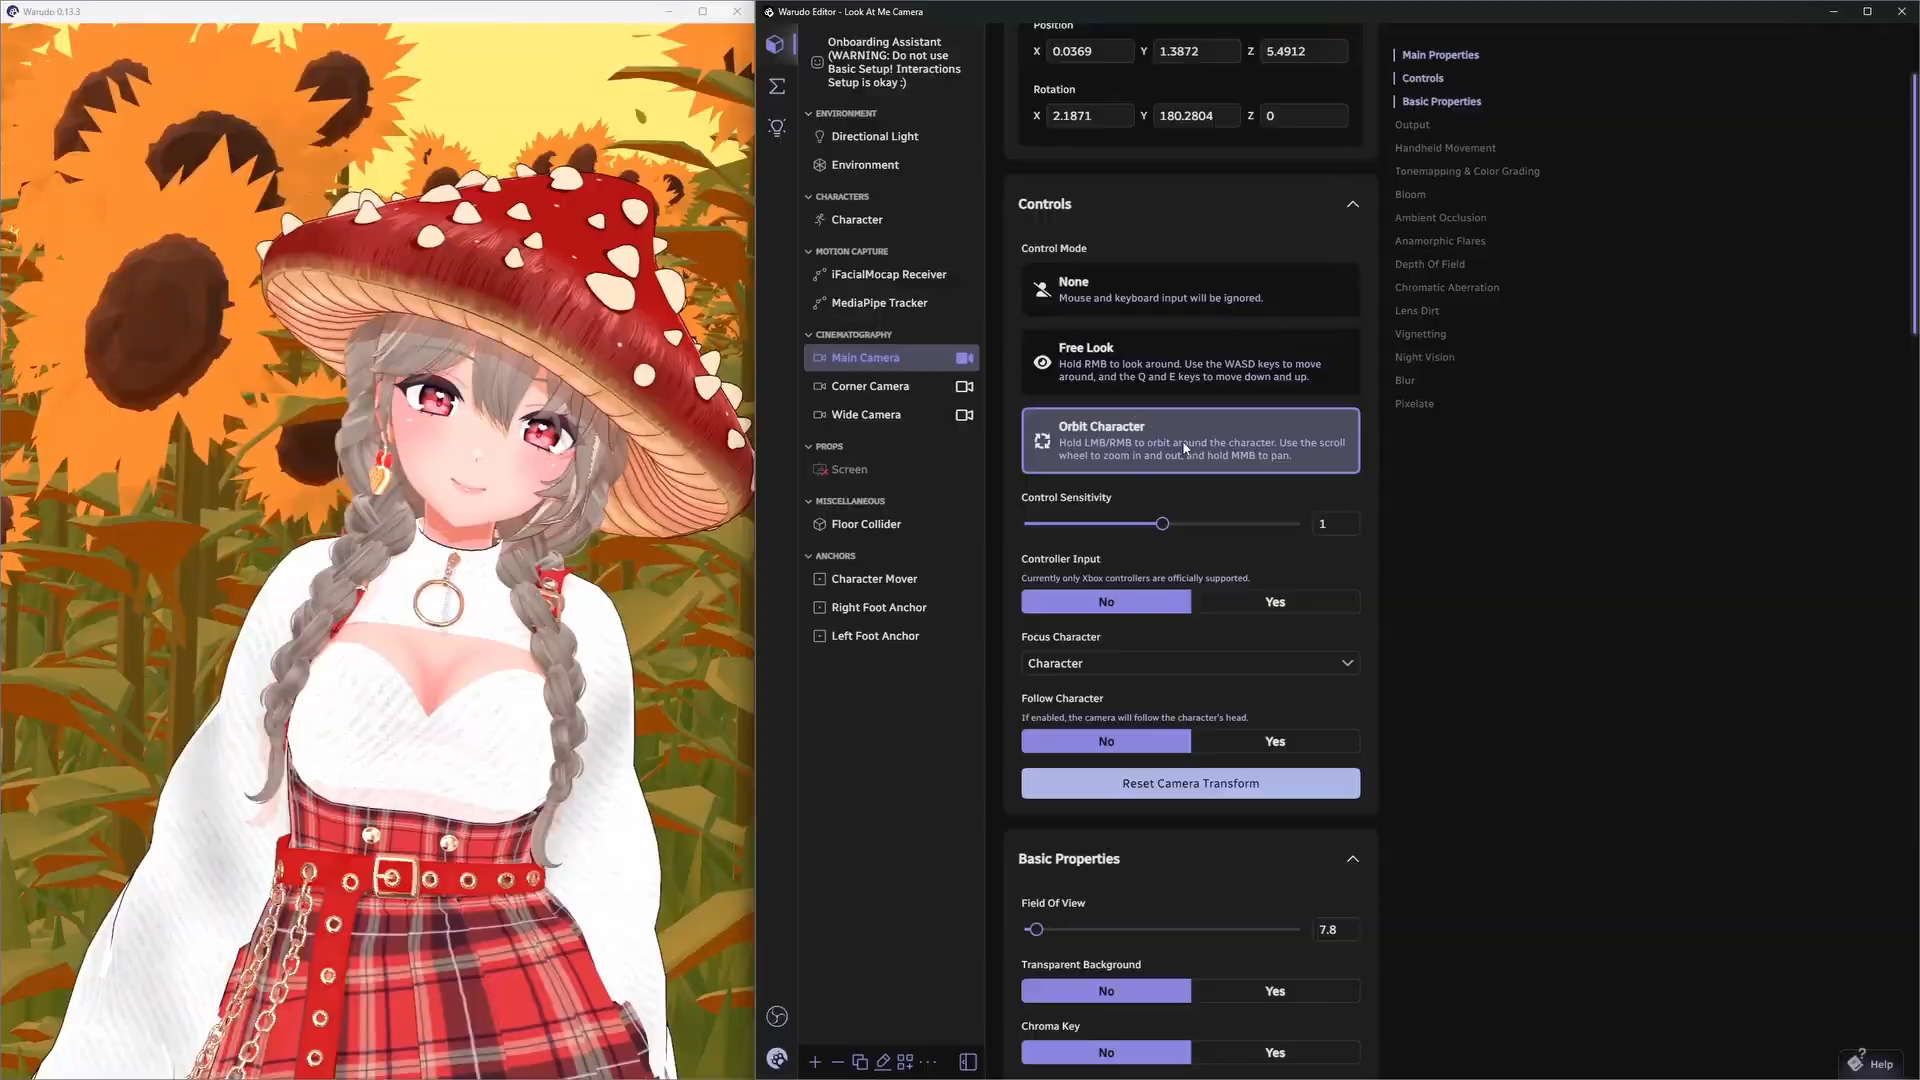 Warudo 0.13.3
Warudo Editor - Look At Me Camera
Onboarding Assistant
(WARNING: Do not use
Basic Setup! Interactions
Setup is okay :)
ENVIRONMENT
Directional Light
Environment
CHARACTERS
Character
MOTION CAPTURE
iFacialMocap Receiver
MediaPipe Tracker
CINEMATOGRAPHY
Main Camera
Corner Camera
Wide Camera
PROPS
Screen
MISCELLANEOUS
Floor Collider
ANCHORS
Character Mover
Right Foot Anchor
Left Foot Anchor
Position
X 0.0369 Y 1.3872 Z 5.4912
Rotation
X 2.1871 Y 180.2804 Z 0
Controls
Control Mode
None
Mouse and keyboard input will be ignored.
Free Look
Hold RMB to look around. Use the WASD keys to move
around, and the Q and E keys to move down and up.
Orbit Character
Hold LMB/RMB to orbit around the character. Use the scroll
wheel to zoom in and out, and hold MMB to pan.
Control Sensitivity
1
Controller Input
Currently only Xbox controllers are officially supported.
No Yes
Focus Character
Character
Follow Character
If enabled, the camera will follow the character's head.
No Yes
Reset Camera Transform
Basic Properties
Field Of View
7.8
Transparent Background
No Yes
Chroma Key
No Yes
Main Properties
Controls
Basic Properties
Output
Handheld Movement
Tonemapping & Color Grading
Bloom
Ambient Occlusion
Anamorphic Flares
Depth Of Field
Chromatic Aberration
Lens Dirt
Vignetting
Night Vision
Blur
Pixelate
Help